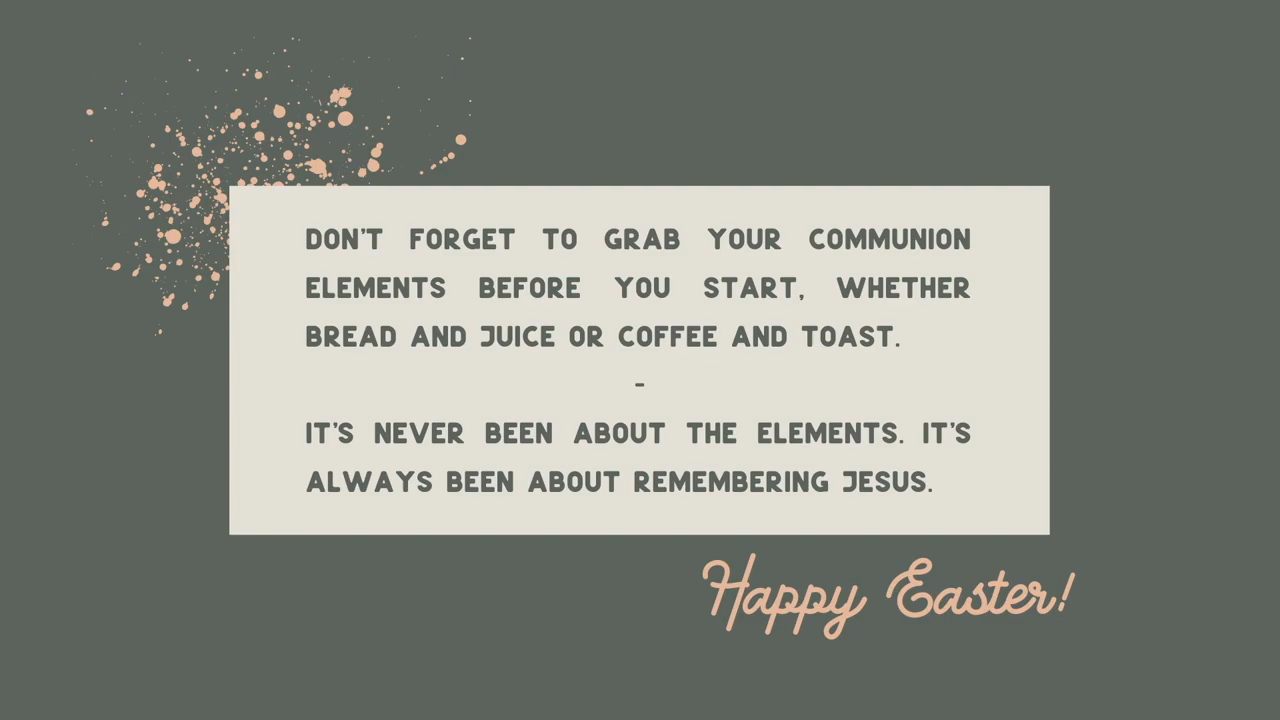 DON'T FORGET TO GRAB YOUR COMMUNION
ELEMENTS BEFORE YOU START, WHETHER
BREAD AND JUICE OR COFFEE AND TOAST.
-
IT'S NEVER BEEN ABOUT THE ELEMENTS. IT'S
ALWAYS BEEN ABOUT REMEMBERING JESUS.
Happy Easter!